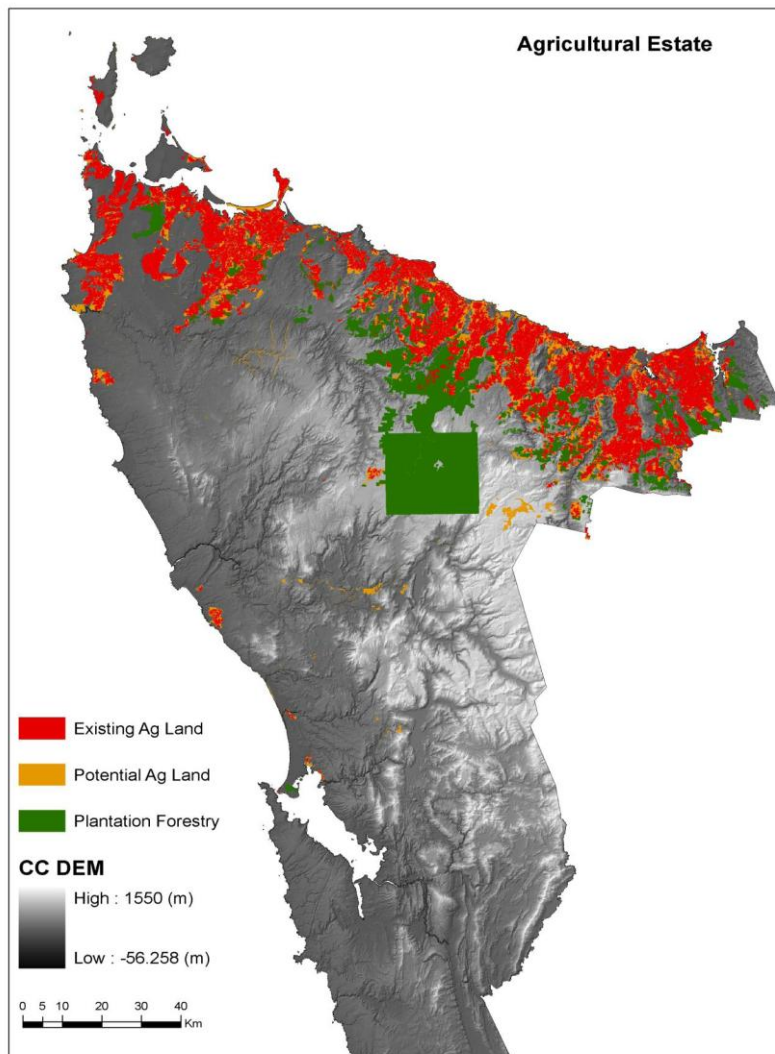 Agricultural Estate
Existing Ag Land
Potential Ag Land
Plantation Forestry
CC DEM
High : 1550 (m)
Low : -56.258 (m)
0 5 10 20 30 40
Km